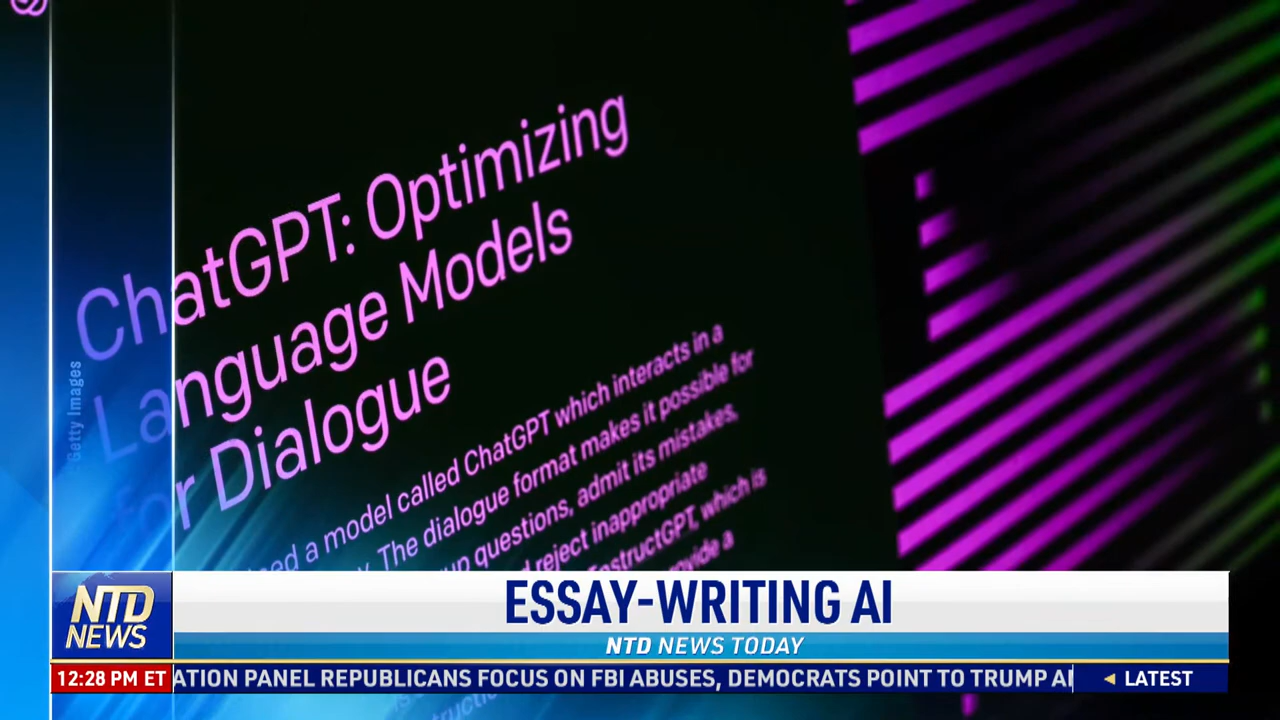 ChatGPT: Optimizing
Language Models
for Dialogue
a model called ChatGPT which interacts in a
The dialogue format makes it possible for
questions, admit its mistakes,
reject inappropriate
which is
a
Getty Images
ESSAY-WRITING AI
NTD
NEWS
NTD NEWS TODAY
12:28 PM ET
ATION PANEL REPUBLICANS FOCUS ON FBI ABUSES, DEMOCRATS POINT TO TRUMP
LATEST